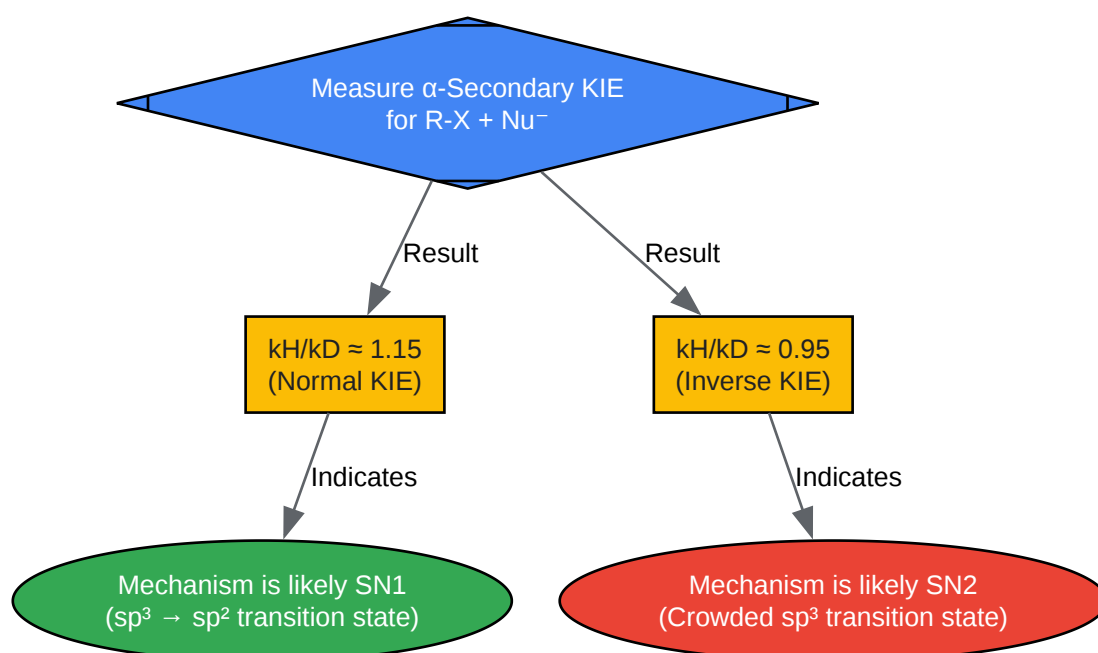 Measure α-Secondary KIE
for R-X + Nu⁻
Result
Result
kH/kD ≈ 1.15
(Normal KIE)
kH/kD ≈ 0.95
(Inverse KIE)
Indicates
Indicates
Mechanism is likely SN1
(sp³ → sp² transition state)
Mechanism is likely SN2
(Crowded sp³ transition state)